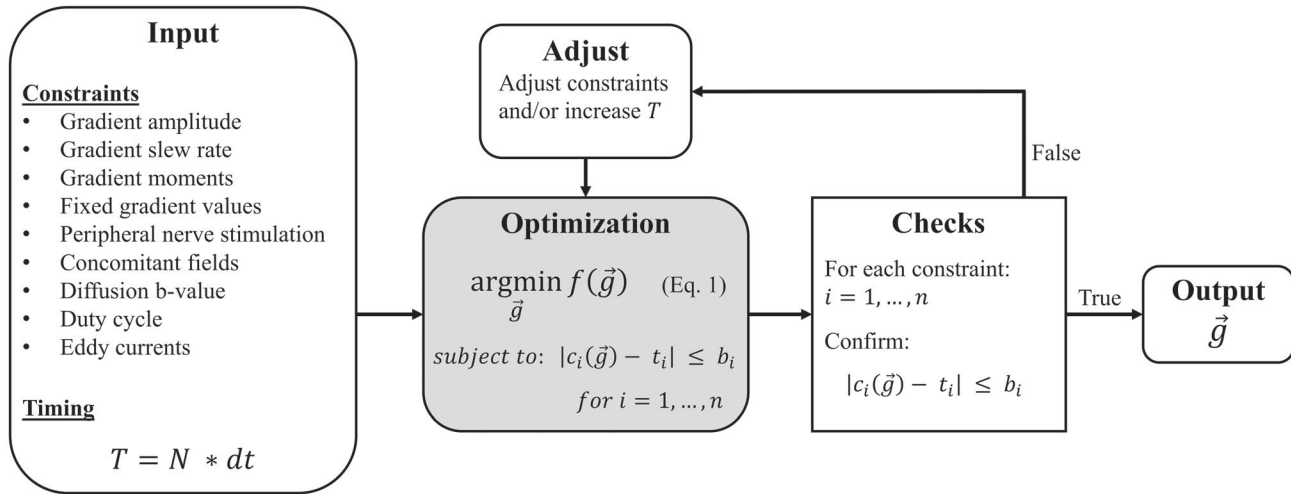 Input
Constraints
• Gradient amplitude
• Gradient slew rate
• Gradient moments
• Fixed gradient values
• Peripheral nerve stimulation
• Concomitant fields
• Diffusion b-value
• Duty cycle
• Eddy currents
Timing
T = N * dt
Adjust
Adjust constraints
and/or increase T
Optimization
argmin f(g⃗) (Eq. 1)
g⃗
subject to: |c_i(g⃗) − t_i| ≤ b_i
for i = 1, … , n
Checks
For each constraint:
i = 1, … , n
Confirm:
|c_i(g⃗) − t_i| ≤ b_i
False
True
Output
g⃗